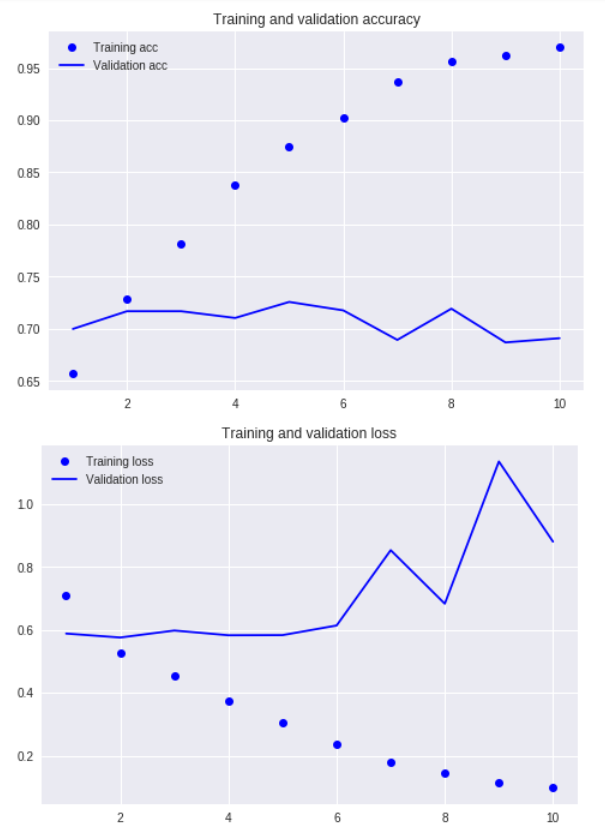 Training and validation accuracy
Training acc
Validation acc
0.95
0.90
0.85
0.80
0.75
0.70
0.65
2 4 6 8 10
Training and validation loss
Training loss
Validation loss
1.0
0.8
0.6
0.4
0.2
2 4 6 8 10